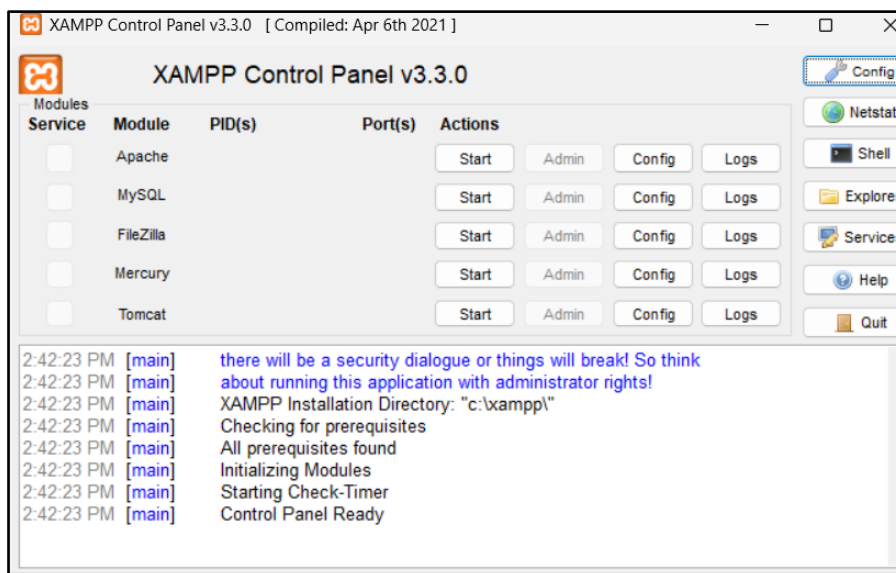 XAMPP Control Panel v3.3.0 [ Compiled: Apr 6th 2021 ]
XAMPP Control Panel v3.3.0
Config
Modules
Service Module PID(s) Port(s) Actions
Netstat
Apache Start Admin Config Logs
Shell
MySQL Start Admin Config Logs
Explorer
FileZilla Start Admin Config Logs
Service
Mercury Start Admin Config Logs
Help
Tomcat Start Admin Config Logs
Quit
2:42:23 PM [main] there will be a security dialogue or things will break! So think
2:42:23 PM [main] about running this application with administrator rights!
2:42:23 PM [main] XAMPP Installation Directory: "c:\xampp\"
2:42:23 PM [main] Checking for prerequisites
2:42:23 PM [main] All prerequisites found
2:42:23 PM [main] Initializing Modules
2:42:23 PM [main] Starting Check-Timer
2:42:23 PM [main] Control Panel Ready